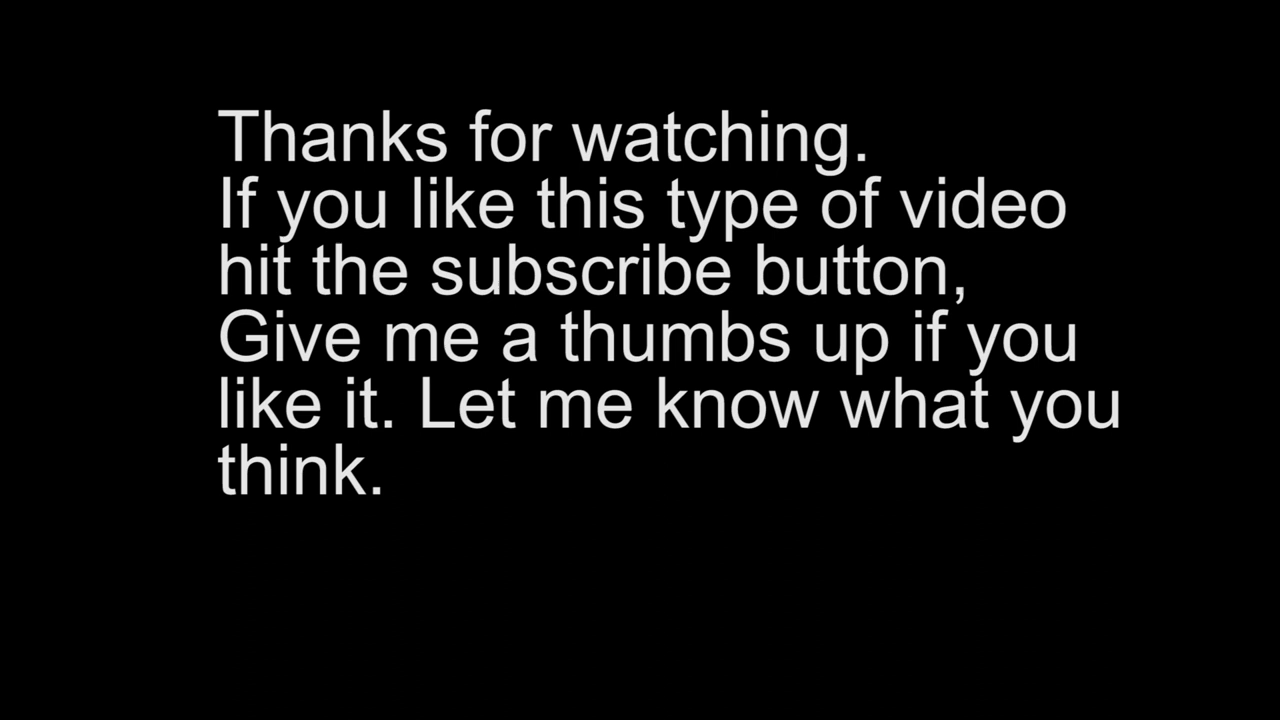 Thanks for watching.
If you like this type of video
hit the subscribe button,
Give me a thumbs up if you
like it. Let me know what you
think.